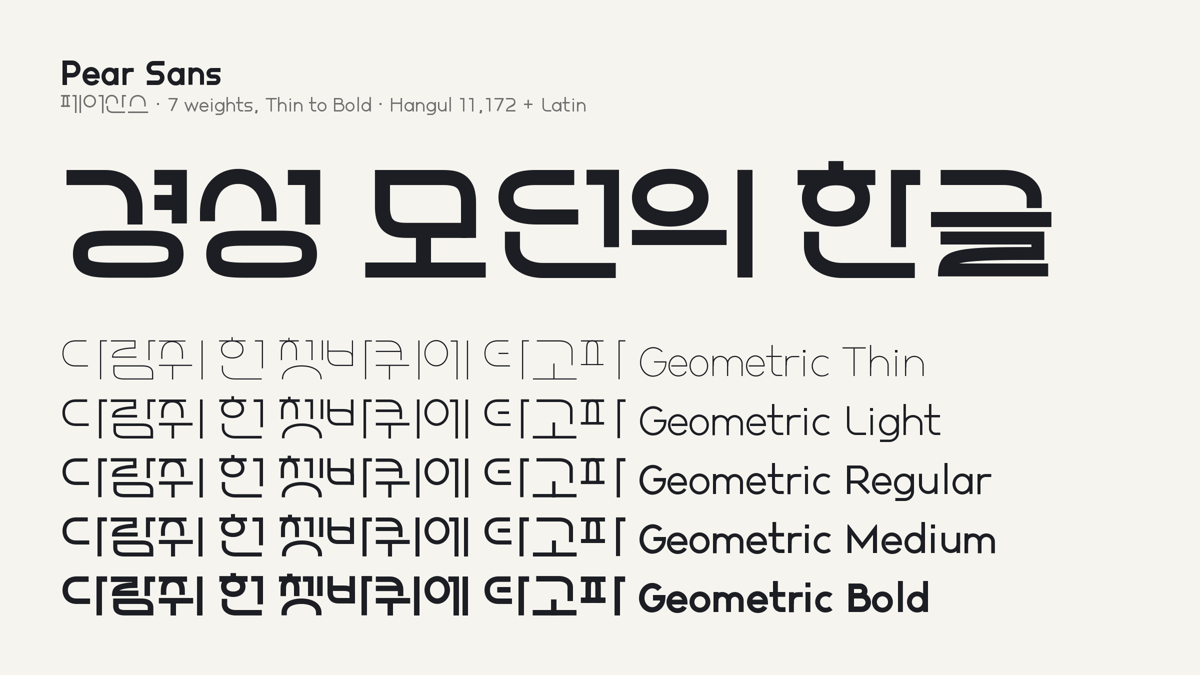 Pear Sans
페어산스 · 7 weights, Thin to Bold · Hangul 11,172 + Latin
경성 모던의 한글
다람쥐 헌 쳇바퀴에 타고파 Geometric Thin
다람쥐 헌 쳇바퀴에 타고파 Geometric Light
다람쥐 헌 쳇바퀴에 타고파 Geometric Regular
다람쥐 헌 쳇바퀴에 타고파 Geometric Medium
다람쥐 헌 쳇바퀴에 타고파 Geometric Bold